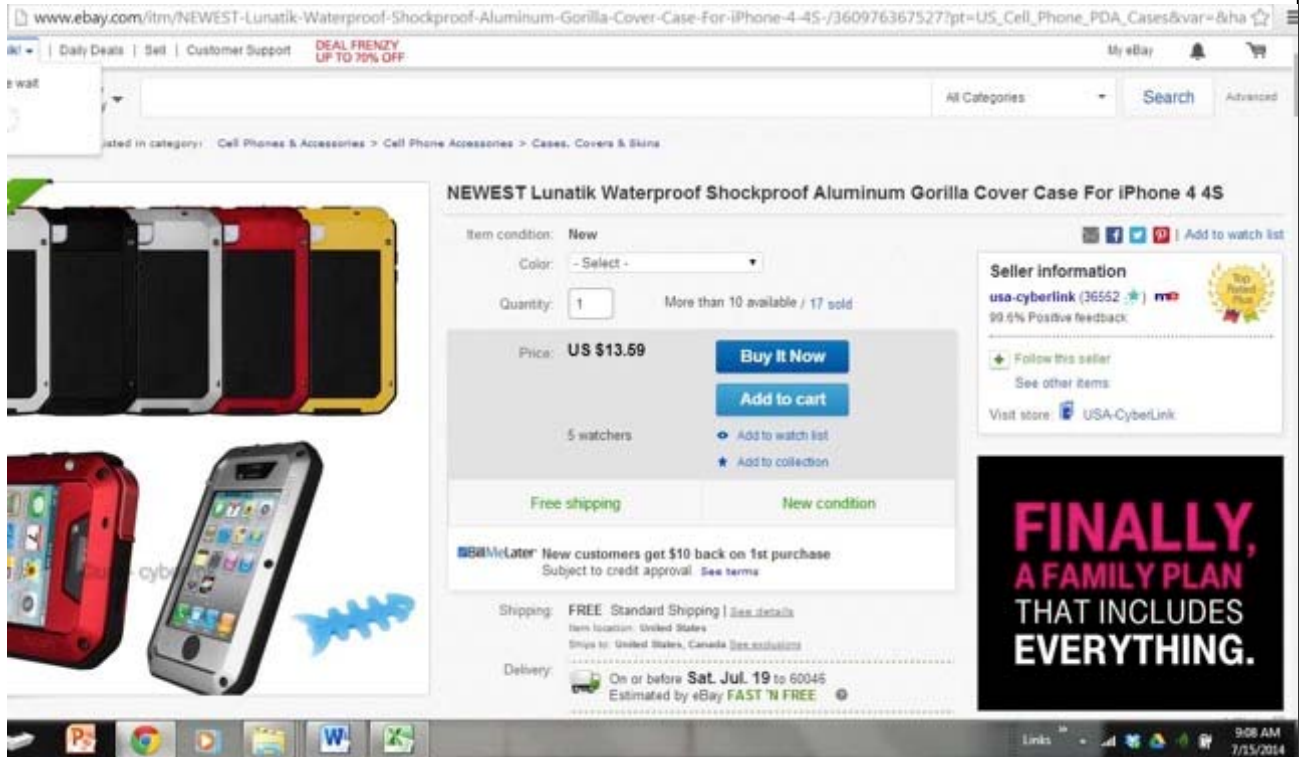 www.ebay.com/itm/NEWEST-Lunatik-Waterproof-Shockproof-Aluminum-Gorilla-Cover-Case-For-iPhone-4-4S-/360976367527?pt=US_Cell_Phone_PDA_Cases&var=&ha
Daily Deals | Sell | Customer Support
DEAL FRENZY
UP TO 70% OFF
My eBay
e wait
All Categories
Search
Advanced
isted in category: Cell Phones & Accessories > Cell Phone Accessories > Cases, Covers & Skins
NEWEST Lunatik Waterproof Shockproof Aluminum Gorilla Cover Case For iPhone 4 4S
Item condition: New
| Add to watch list
Color: - Select -
Quantity: 1
More than 10 available / 17 sold
Price: US $13.59
Buy It Now
Add to cart
5 watchers
Add to watch list
Add to collection
Free shipping
New condition
BillMeLater New customers get $10 back on 1st purchase
Subject to credit approval. See terms
Shipping: FREE Standard Shipping | See details
Item location: United States
Ships to: United States, Canada See exclusions
Delivery: On or before Sat. Jul. 19 to 60046
Estimated by eBay FAST 'N FREE
Seller information
usa-cyberlink (36552 ) me
99.6% Positive feedback
Top
Rated
Plus
Follow this seller
See other items
Visit store: USA-CyberLink
FINALLY,
A FAMILY PLAN
THAT INCLUDES
EVERYTHING.
cybe
Links
9:08 AM
7/15/2014